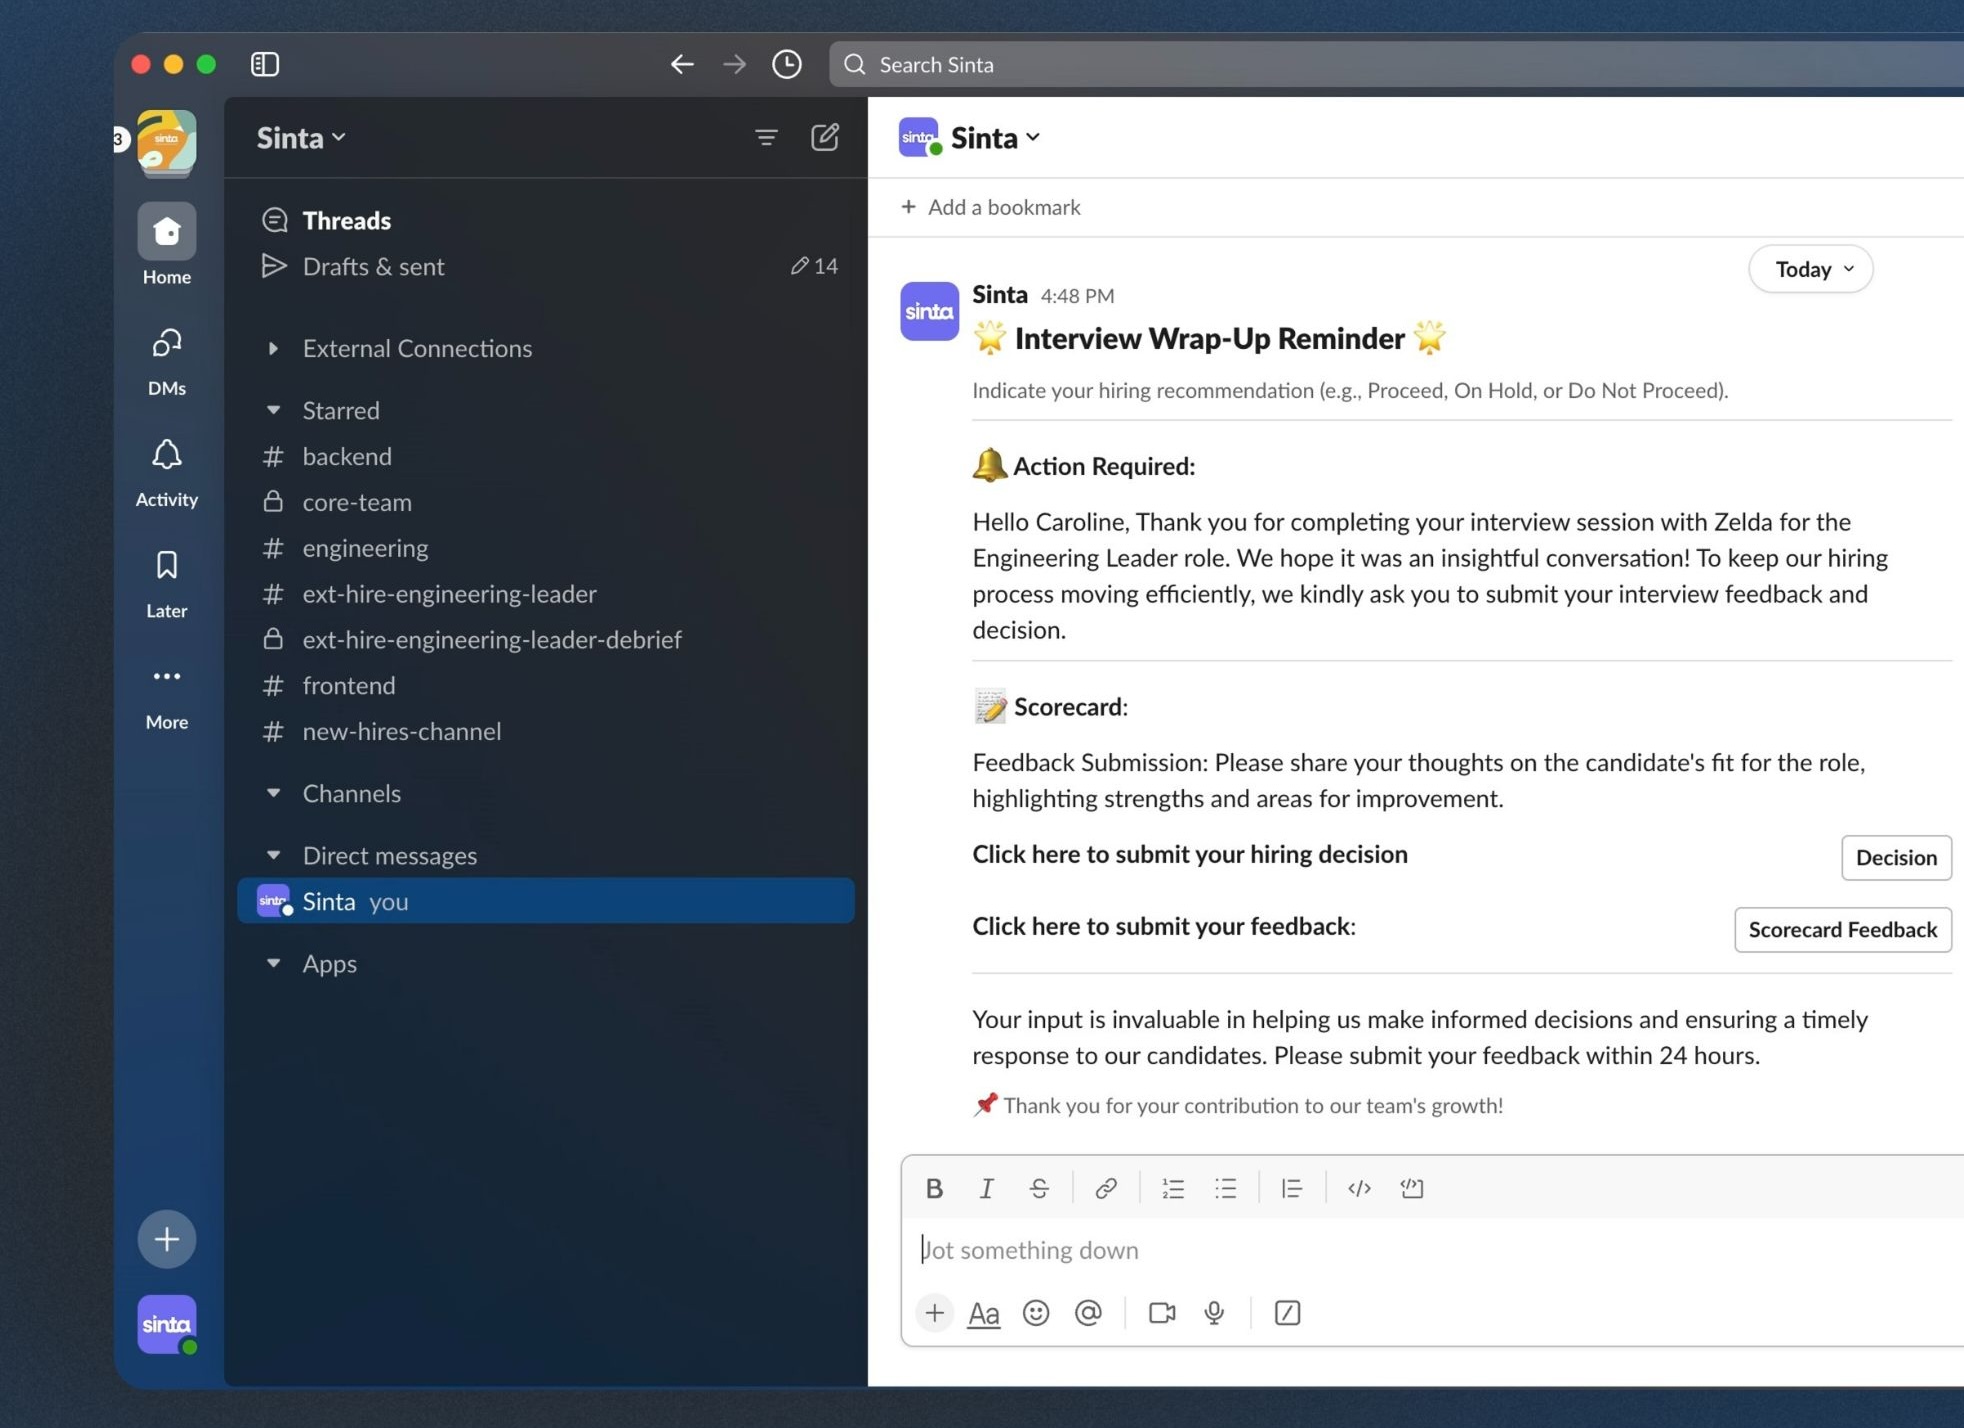 Search Sinta
3
sinta
Home
DMs
Activity
Later
More
sinta
Sinta
Threads
Drafts & sent
14
External Connections
Starred
# backend
core-team
# engineering
# ext-hire-engineering-leader
ext-hire-engineering-leader-debrief
# frontend
# new-hires-channel
Channels
Direct messages
sinta Sinta you
Apps
sinta Sinta
+ Add a bookmark
Today
sinta
Sinta 4:48 PM
🌟 Interview Wrap-Up Reminder 🌟
Indicate your hiring recommendation (e.g., Proceed, On Hold, or Do Not Proceed).
🔔 Action Required:
Hello Caroline, Thank you for completing your interview session with Zelda for the
Engineering Leader role. We hope it was an insightful conversation! To keep our hiring
process moving efficiently, we kindly ask you to submit your interview feedback and
decision.
📝 Scorecard:
Feedback Submission: Please share your thoughts on the candidate's fit for the role,
highlighting strengths and areas for improvement.
Click here to submit your hiring decision
Decision
Click here to submit your feedback:
Scorecard Feedback
Your input is invaluable in helping us make informed decisions and ensuring a timely
response to our candidates. Please submit your feedback within 24 hours.
📌 Thank you for your contribution to our team's growth!
B I S
Jot something down
+ Aa @